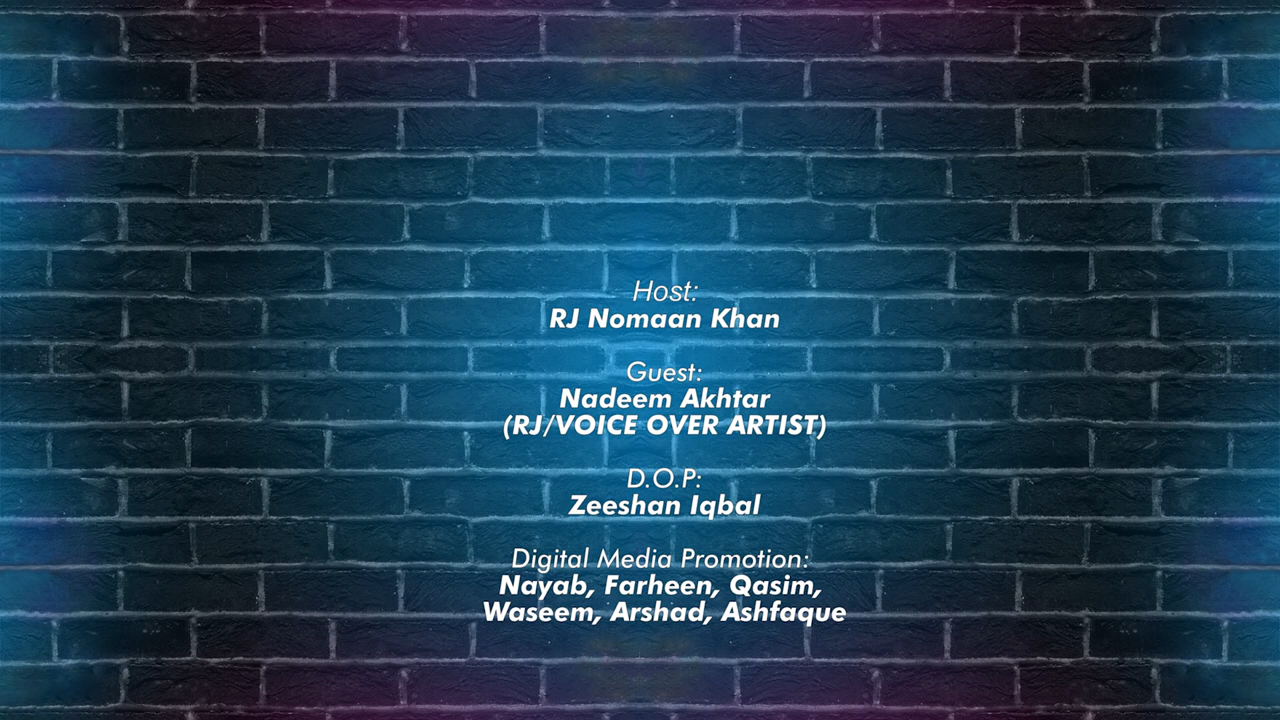 Host:
RJ Nomaan Khan
Guest:
Nadeem Akhtar
(RJ/VOICE OVER ARTIST)
D.O.P:
Zeeshan Iqbal
Digital Media Promotion:
Nayab, Farheen, Qasim,
Waseem, Arshad, Ashfaque